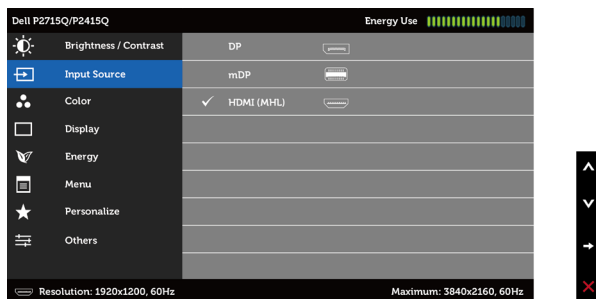 Dell P2715Q/P2415Q
Energy Use
Brightness / Contrast
DP
Input Source
mDP
Color
HDMI (MHL)
Display
Energy
Menu
Personalize
Others
Resolution: 1920x1200, 60Hz
Maximum: 3840x2160, 60Hz